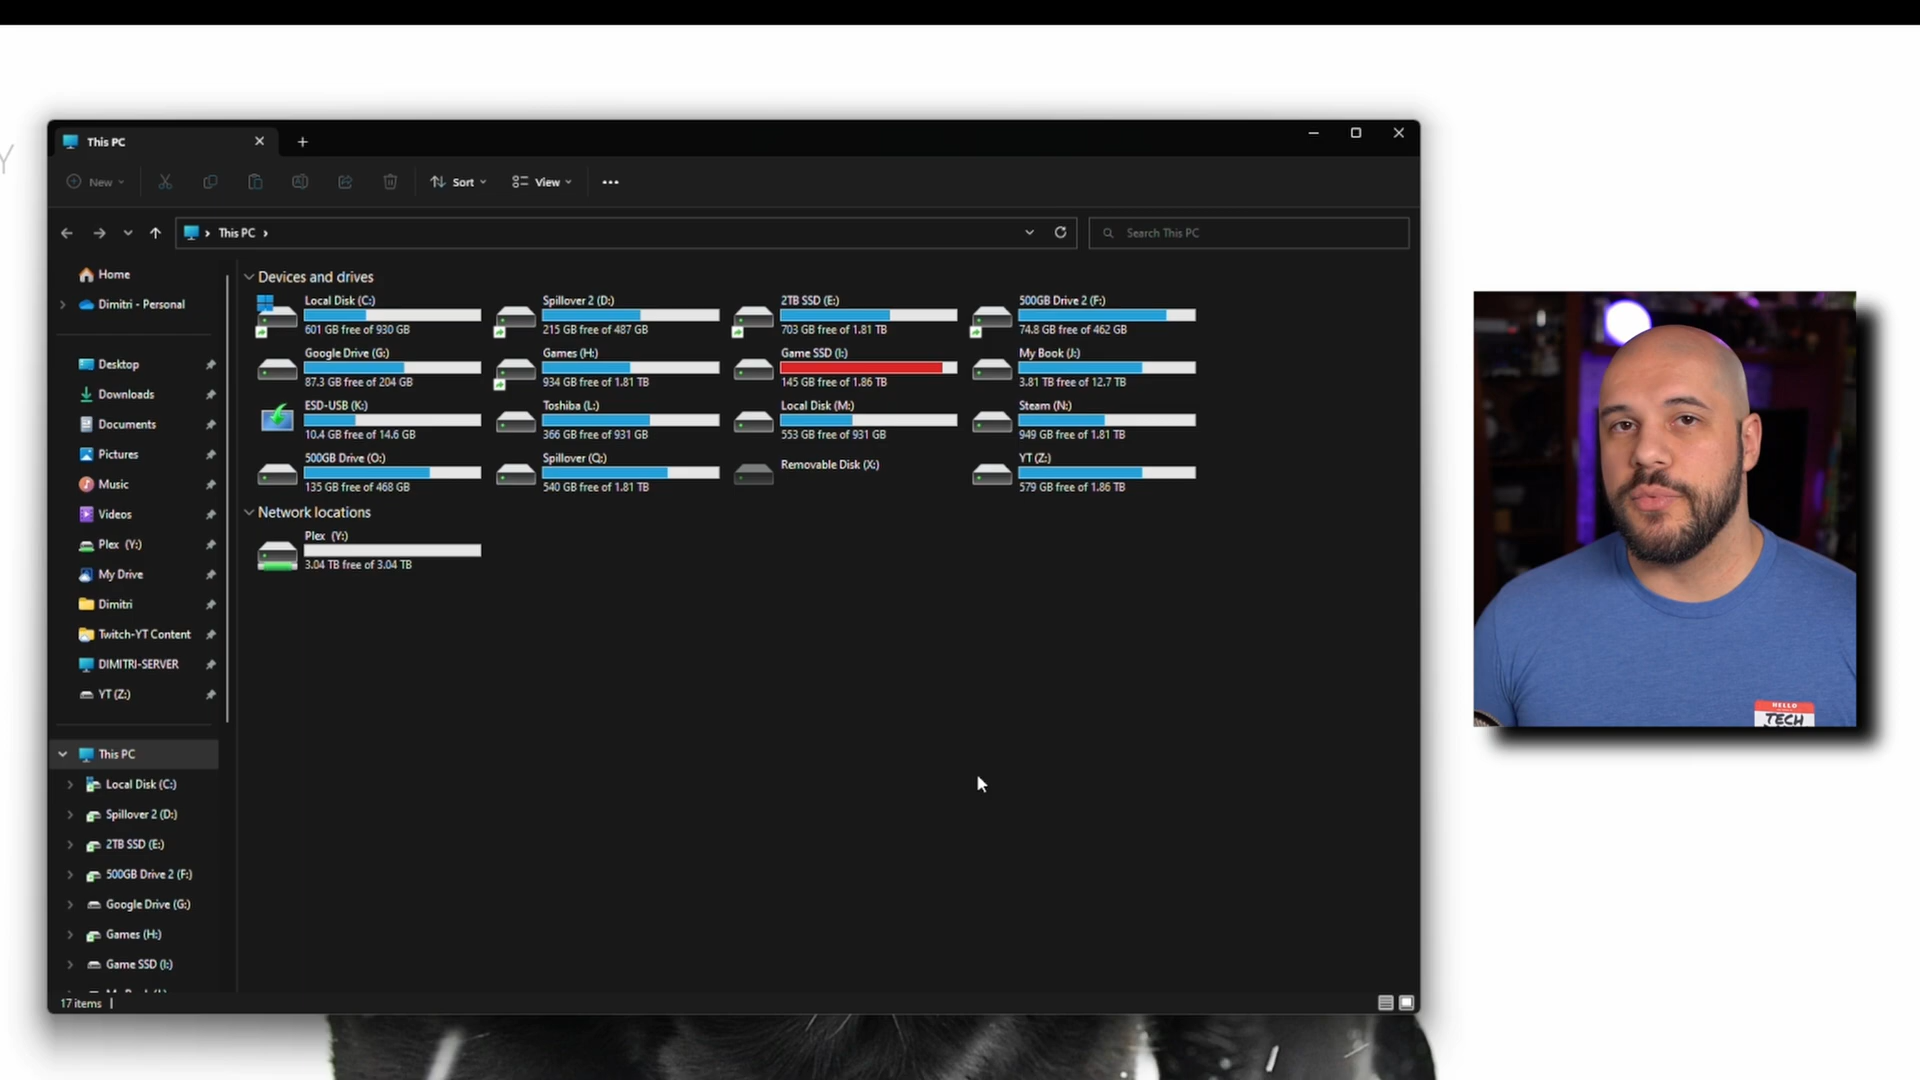 Y
This PC
New
Sort
View
This PC
Search This PC
Home
Dimitri - Personal
Desktop
Downloads
Documents
Pictures
Music
Videos
Plex (Y:)
My Drive
Dimitri
Twitch-YT Content
DIMITRI-SERVER
YT (Z:)
This PC
Local Disk (C:)
Spillover 2 (D:)
2TB SSD (E:)
500GB Drive 2 (F:)
Google Drive (G:)
Games (H:)
Game SSD (I:)
17 items
Devices and drives
Local Disk (C:)
601 GB free of 930 GB
Spillover 2 (D:)
215 GB free of 487 GB
2TB SSD (E:)
703 GB free of 1.81 TB
500GB Drive 2 (F:)
74.8 GB free of 462 GB
Google Drive (G:)
87.3 GB free of 204 GB
Games (H:)
934 GB free of 1.81 TB
Game SSD (I:)
145 GB free of 1.86 TB
My Book (J:)
3.81 TB free of 12.7 TB
ESD-USB (K:)
10.4 GB free of 14.6 GB
Toshiba (L:)
366 GB free of 931 GB
Local Disk (M:)
553 GB free of 931 GB
Steam (N:)
949 GB free of 1.81 TB
500GB Drive (O:)
135 GB free of 468 GB
Spillover (Q:)
540 GB free of 1.81 TB
Removable Disk (X:)
YT (Z:)
579 GB free of 1.86 TB
Network locations
Plex (Y:)
3.04 TB free of 3.04 TB
HELLO
TECH